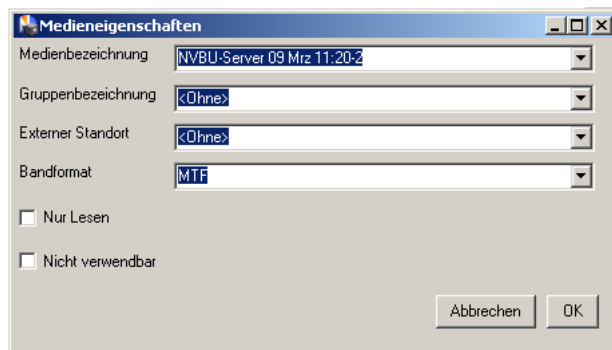 Medieneigenschaften
Medienbezeichnung NVBU-Server 09 Mrz 11:20-2
Gruppenbezeichnung <Ohne>
Externer Standort <Ohne>
Bandformat MTF
Nur Lesen
Nicht verwendbar
Abbrechen OK